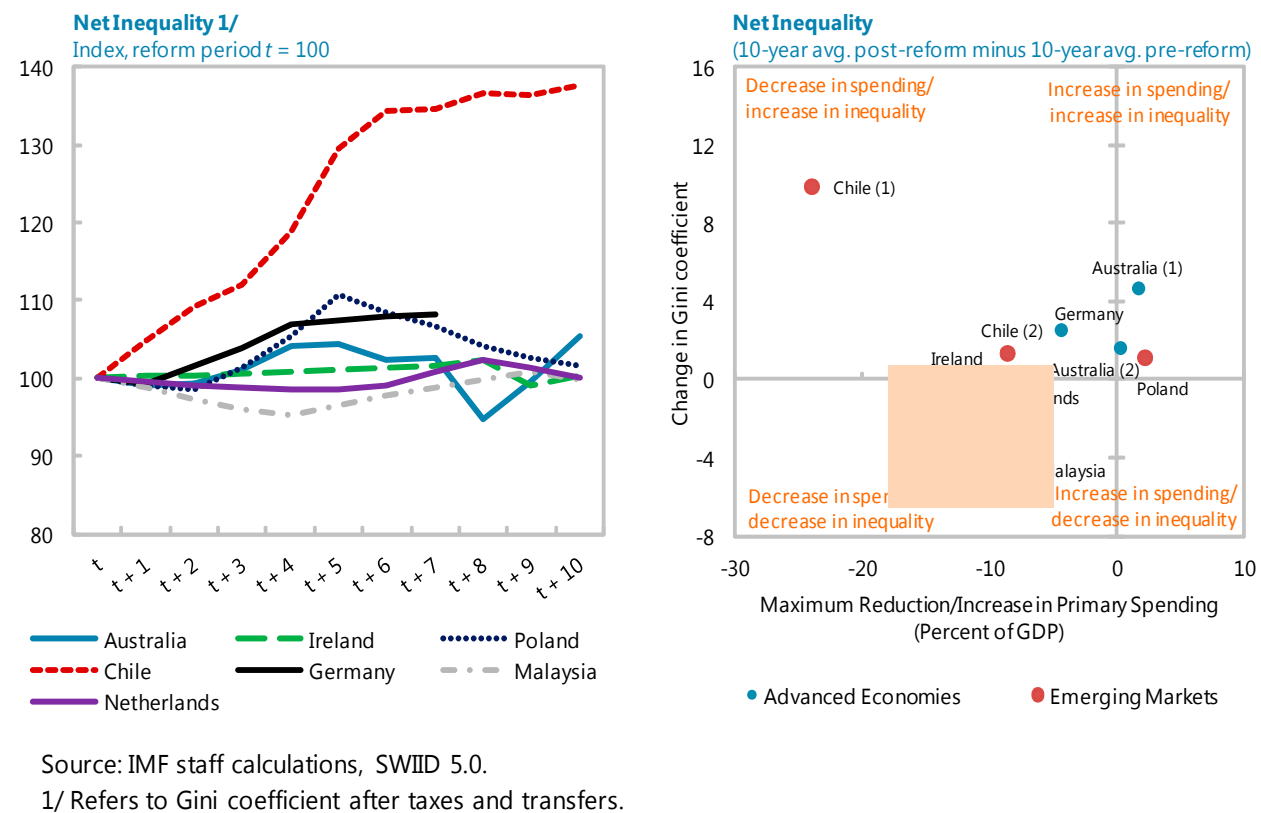 Net Inequality 1/
Index, reform period t = 100
140
130
120
110
100
90
80
t
t + 1
t + 2
t + 3
t + 4
t + 5
t + 6
t + 7
t + 8
t + 9
t + 10
Australia
Ireland
Poland
Chile
Germany
Malaysia
Netherlands
Net Inequality
(10-year avg. post-reform minus 10-year avg. pre-reform)
Change in Gini coefficient
16
12
8
4
0
-4
-8
Decrease in spending/
increase in inequality
Increase in spending/
increase in inequality
Chile (1)
Australia (1)
Germany
Chile (2)
Ireland
Australia (2)
Poland
Decrease in
decrease in inequality
Increase in spending/
decrease in inequality
-30
-20
-10
0
10
Maximum Reduction/Increase in Primary Spending
(Percent of GDP)
Advanced Economies
Emerging Markets
Source: IMF staff calculations, SWIID 5.0.
1/ Refers to Gini coefficient after taxes and transfers.